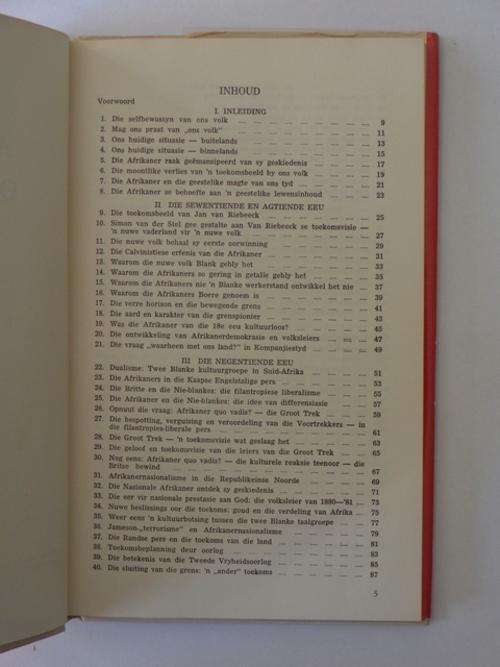 INHOUD
Voorwoord
I. INLEIDING
1. Die selfbewussyn van ons volk 9
2. Mag ons praat van „ons volk" 11
3. Ons huidige situasie — buitelands 13
4. Ons huidige situasie — binnelands 15
5. Die Afrikaner raak geëmansipeerd van sy geskiedenis 17
6. Die moontlike verlies van 'n toekomsbeeld by ons volk 19
7. Die Afrikaner en die geestelike magte van ons tyd 21
8. Die Afrikaner se behoefte aan 'n geestelike lewensinhoud 23
II DIE SEWENTIENDE EN AGTIENDE EEU
9. Die toekomsbeeld van Jan van Riebeeck 25
10. Simon van der Stel gee gestalte aan Van Riebeeck se toekomsvisie —
'n nuwe vaderland vir 'n nuwe volk 27
11. Die nuwe volk behaal sy eerste oorwinning 29
12. Die Calvinistiese erfenis van die Afrikaner 31
13. Waarom die nuwe volk Blank gebly het 33
14. Waarom die Afrikaners so gering in getalle gebly het 35
15. Waarom die Afrikaners nie 'n Blanke werkerstand ontwikkel het nie 37
16. Waarom die Afrikaners Boere genoem is 39
17. Die verre horison en die bewegende grens 41
18. Die aard en karakter van die grenspionier 43
19. Was die Afrikaner van die 18e eeu kultuurloos? 45
20. Die ontwikkeling van Afrikanerdemokrasie en volksleiers 47
21. Die vraag „waarheen met ons land?" in Kompanjiestyd 49
III. DIE NEGENTIENDE EEU
22. Dualisme: Twee Blanke kultuurgroepe in Suid-Afrika 51
23. Die Afrikaners in die Kaapse Engelstalige pers 53
24. Die Britte en die Nie-blankes: die filantropiese liberalisme 55
25. Die Afrikaner en die Nie-blankes: die idee van differensiasie 57
26. Opnuut die vraag: Afrikaner quo vadis? — die Groot Trek 59
27. Die bespotting, verguising en veroordeling van die Voortrekkers — in
die filantropies-liberale pers 61
28. Die Groot Trek — 'n toekomsvisie wat geslaag het 63
29. Die geloof en toekomsvisie van die leiers van die Groot Trek 65
30. Nog eens: Afrikaner quo vadis? — die kulturele reaksie teenoor — die
Britse bewind 67
31. Afrikanernasionalisme in die Republikeinse Noorde 69
32. Die Nasionale Afrikaner ontdek sy geskiedenis 71
33. Die eer vir nasionale prestasie aan God: die volksleier van 1880—'81 73
34. Nuwe beslissings oor die toekoms: goud en die verdeling van Afrika 75
35. Weer eens 'n kultuurbotsing tussen die twee Blanke taalgroepe 77
36. Jameson-„terrorisme" en Afrikanernasionalisme 79
37. Die Randse pers en die toekoms van die land 81
38. Toekomsbeplanning deur oorlog 83
39. Die betekenis van die Tweede Vryheidsoorlog 85
40. Die sluiting van die grens: 'n „ander" toekoms 87
5